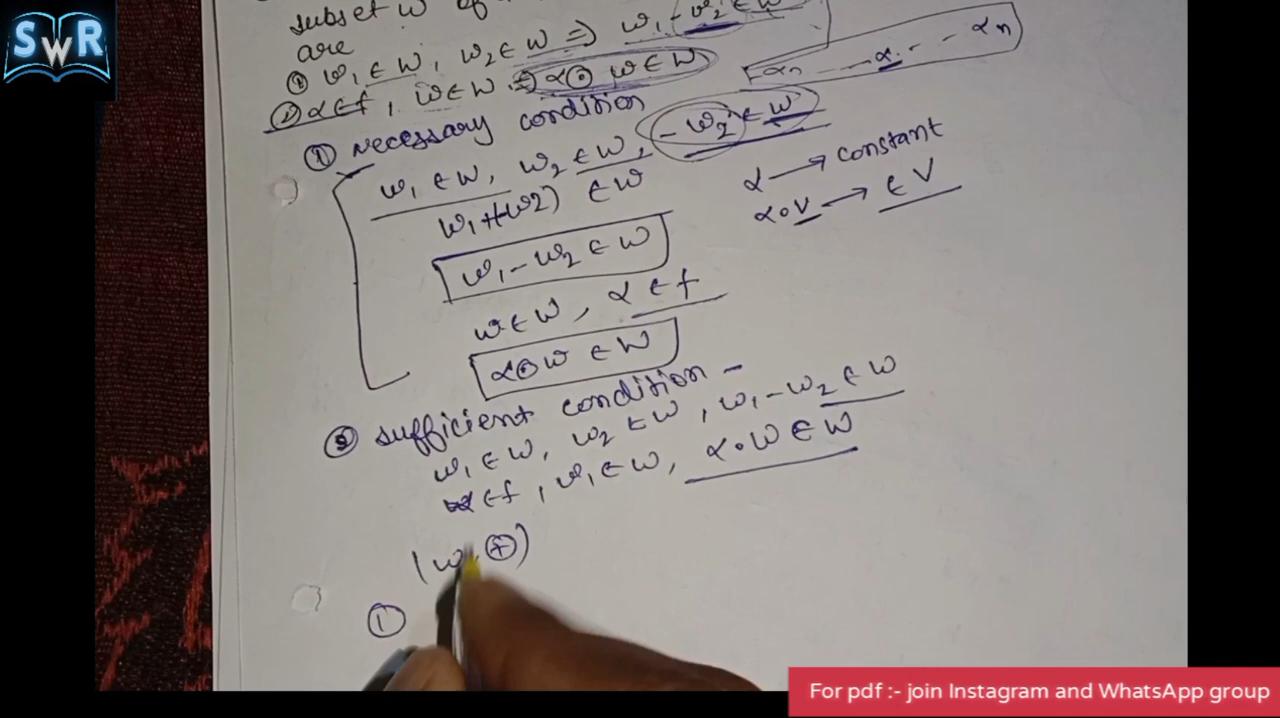 SWR
subset W of
are
① w₁ ∈ W, w₂ ∈ W ⇒ w₁ - w₂ ∈ W
② α ∈ f, w ∈ W ⇒ α ⊙ w ∈ W
αn
① Necessary condition
w₁ ∈ W, w₂ ∈ W, - w₂ ∈ W
w₁+(-w2) ∈ W
α → constant
α∘v → ∈ V
w₁ - w₂ ∈ W
w ∈ W, α ∈ f
α⊙w ∈ W
② sufficient condition -
w₁ ∈ W, w₂ ∈ W, w₁ - w₂ ∈ W
∈ f, w₁ ∈ W, α∘W ∈ W
(W, ⊕)
①
For pdf :- join Instagram and WhatsApp group